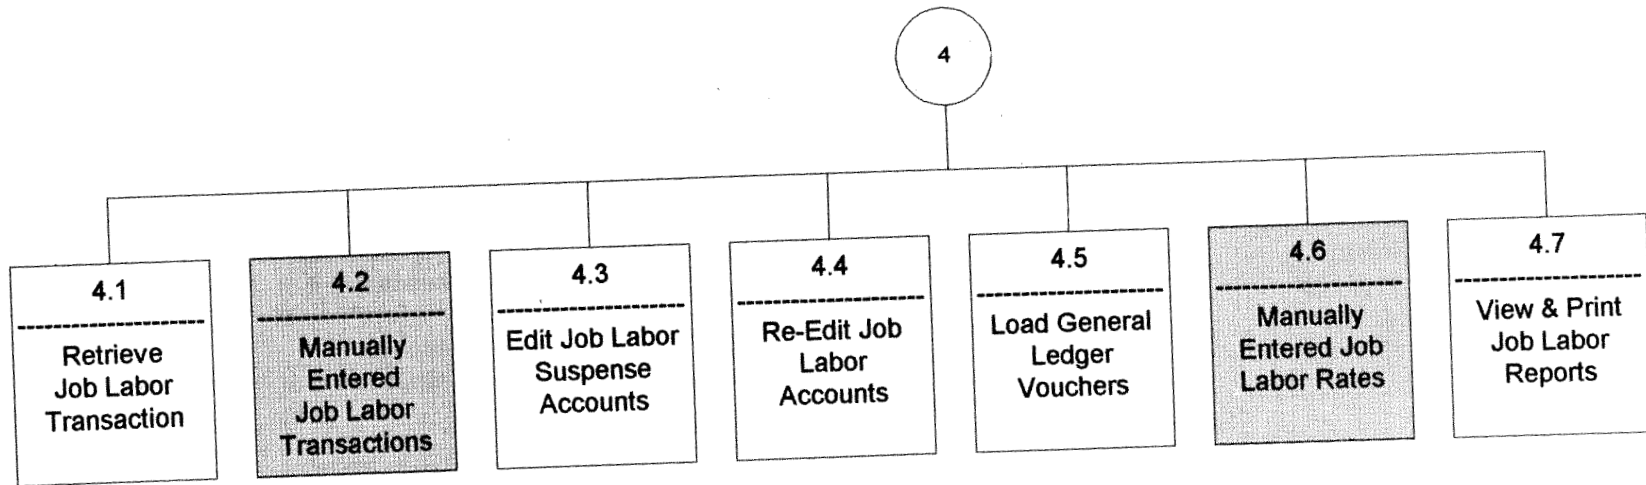 4
4.1
Retrieve
Job Labor
Transaction
4.2
Manually
Entered
Job Labor
Transactions
4.3
Edit Job Labor
Suspense
Accounts
4.4
Re-Edit Job
Labor
Accounts
4.5
Load General
Ledger
Vouchers
4.6
Manually
Entered Job
Labor Rates
4.7
View & Print
Job Labor
Reports